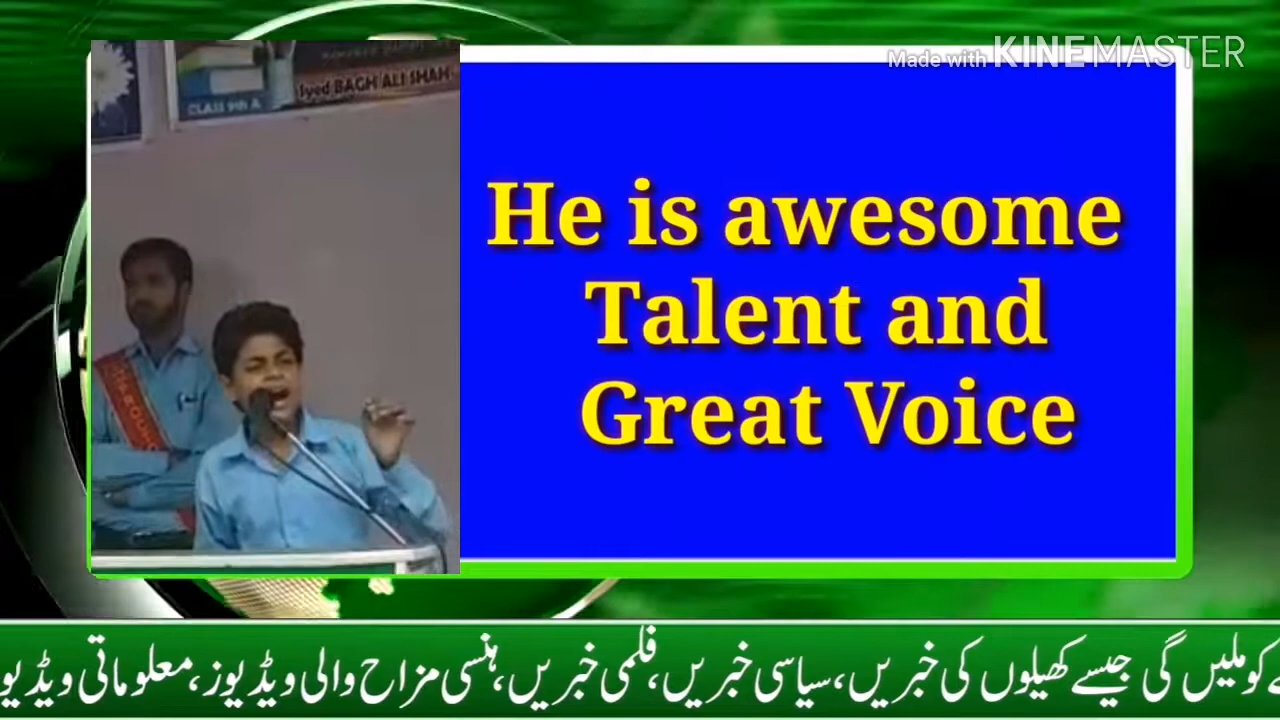 Syed BAGH ALI SHAH
CLASS 9th A
Made with KINEMASTER
He is awesome
Talent and
Great Voice
کو ملیں گی جیسے کھیلوں کی خبریں،سیاسی خبریں،فلمی خبریں،ہنسی مزاح والی ویڈیوز،معلوماتی ویڈیو